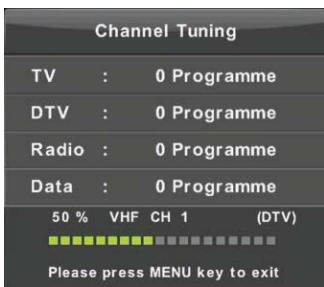 Channel Tuning
TV : 0 Programme
DTV : 0 Programme
Radio : 0 Programme
Data : 0 Programme
50 % VHF CH 1 (DTV)
Please press MENU key to exit